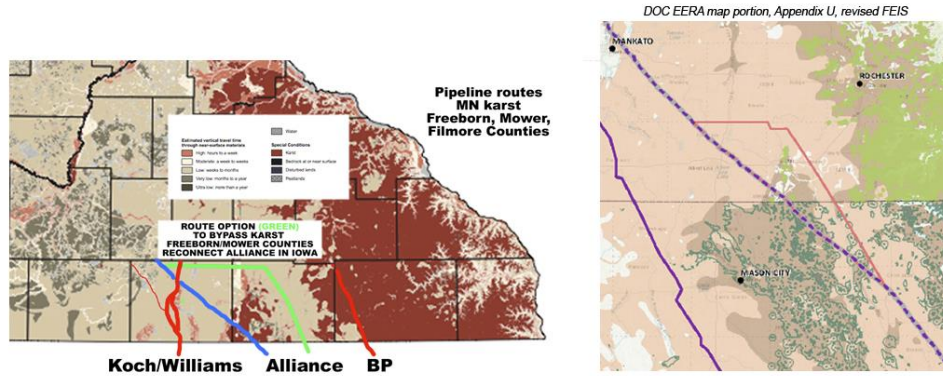 DOC EERA map portion, Appendix U, revised FEIS
Pipeline routes
MN karst
Freeborn, Mower,
Filmore Counties
Estimated vertical travel time
through near-surface materials
High: hours to a week
Moderate: a week to weeks
Low: weeks to months
Very low: months to a year
Ultra low: more than a year
Water
Special Conditions
Karst
Bedrock at or near surface
Disturbed lands
Peatlands
ROUTE OPTION (GREEN)
TO BYPASS KARST
FREEBORN/MOWER COUNTIES
RECONNECT ALLIANCE IN IOWA
Koch/Williams
Alliance
BP
MANKATO
ROCHESTER
MASON CITY